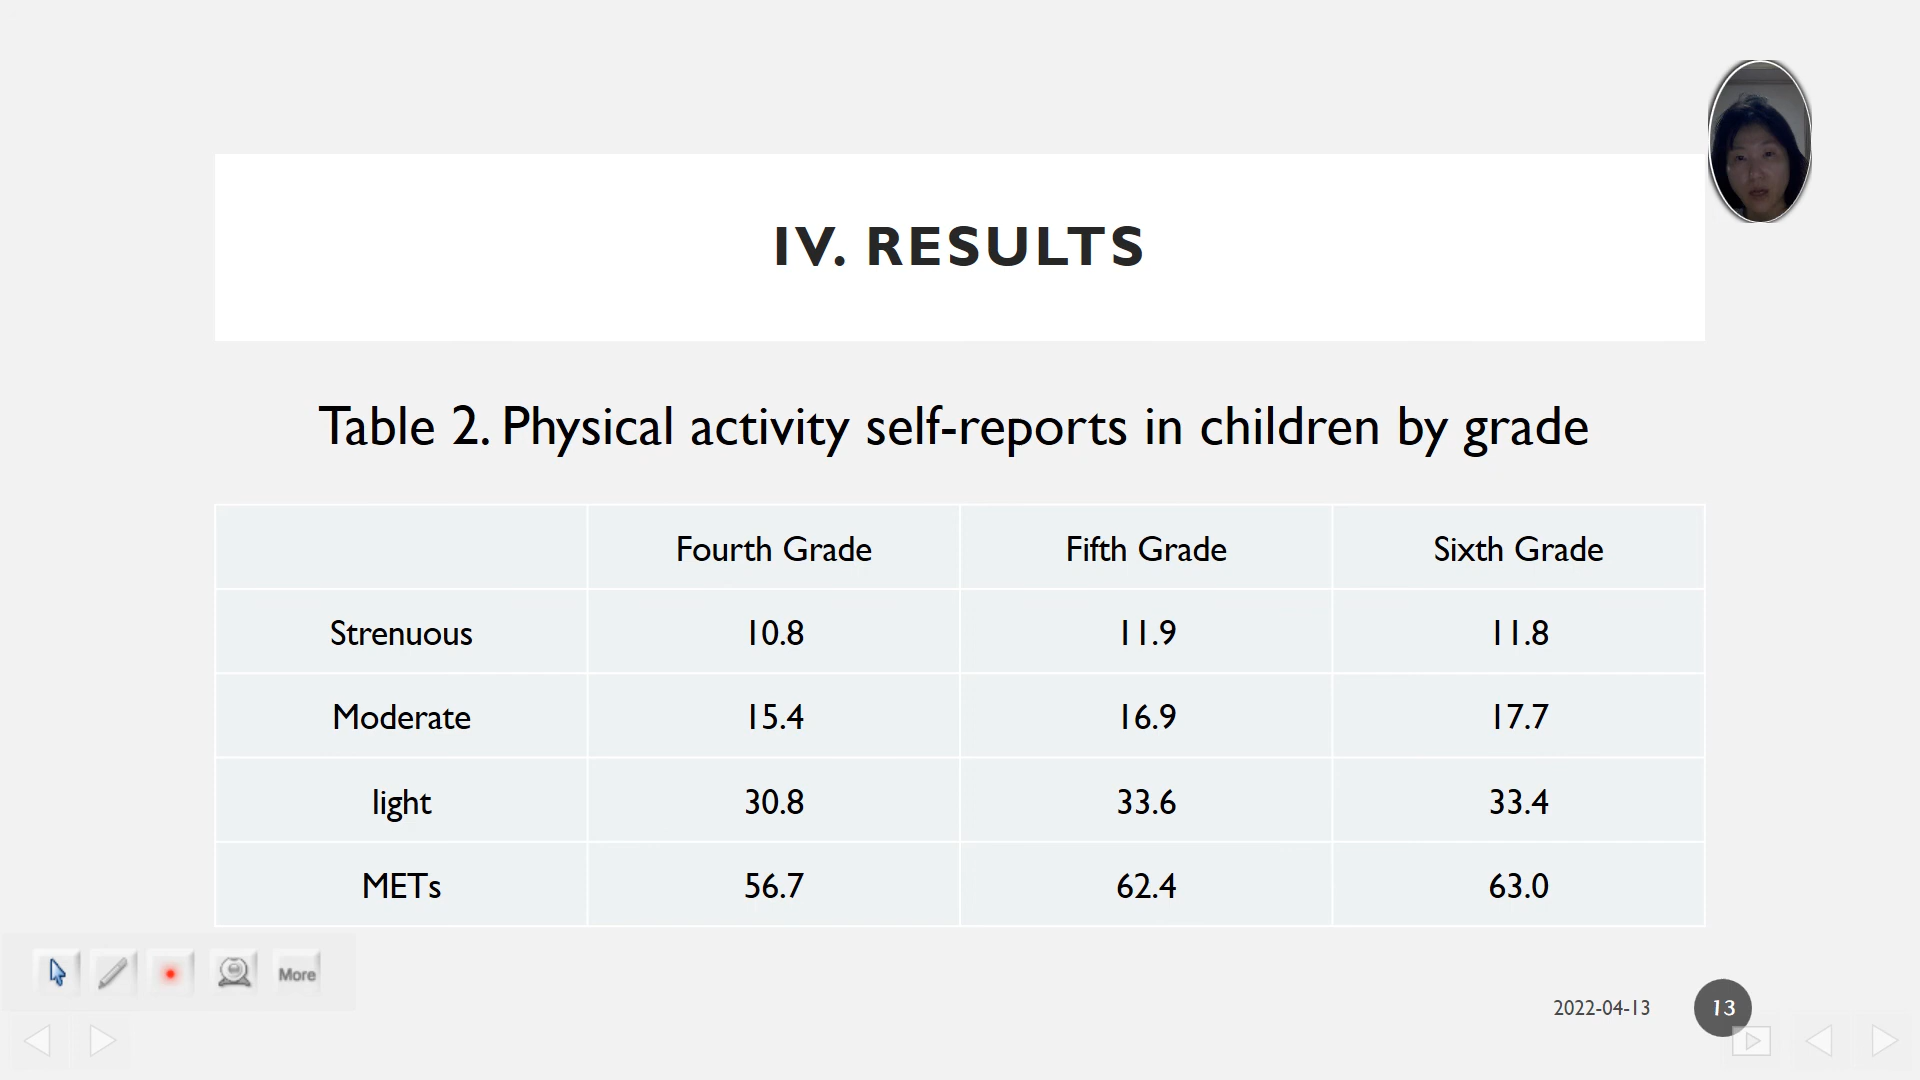 IV. RESULTS
Table 2. Physical activity self-reports in children by grade
Fourth Grade Fifth Grade Sixth Grade
Strenuous 10.8 11.9 11.8
Moderate 15.4 16.9 17.7
light 30.8 33.6 33.4
METs 56.7 62.4 63.0
More
2022-04-13 13